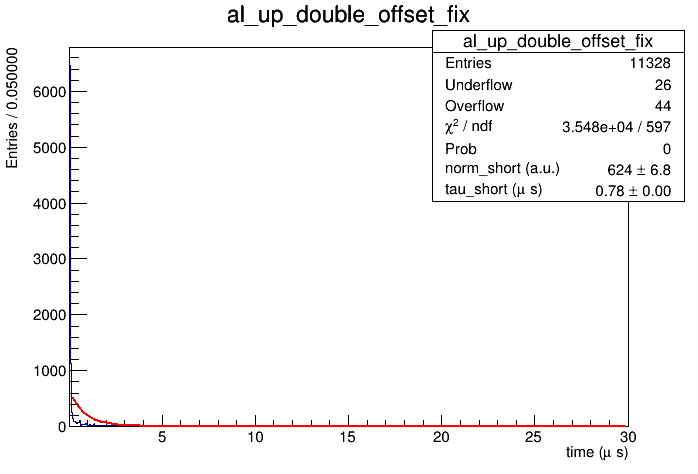 al_up_double_offset_fix
al_up_double_offset_fix
Entries 11328
Underflow 26
Overflow 44
χ² / ndf 3.548e+04 / 597
Prob 0
norm_short (a.u.) 624 ± 6.8
tau_short (μ s) 0.78 ± 0.00
Entries / 0.050000
6000
5000
4000
3000
2000
1000
0
5 10 15 20 25 30
time (μ s)